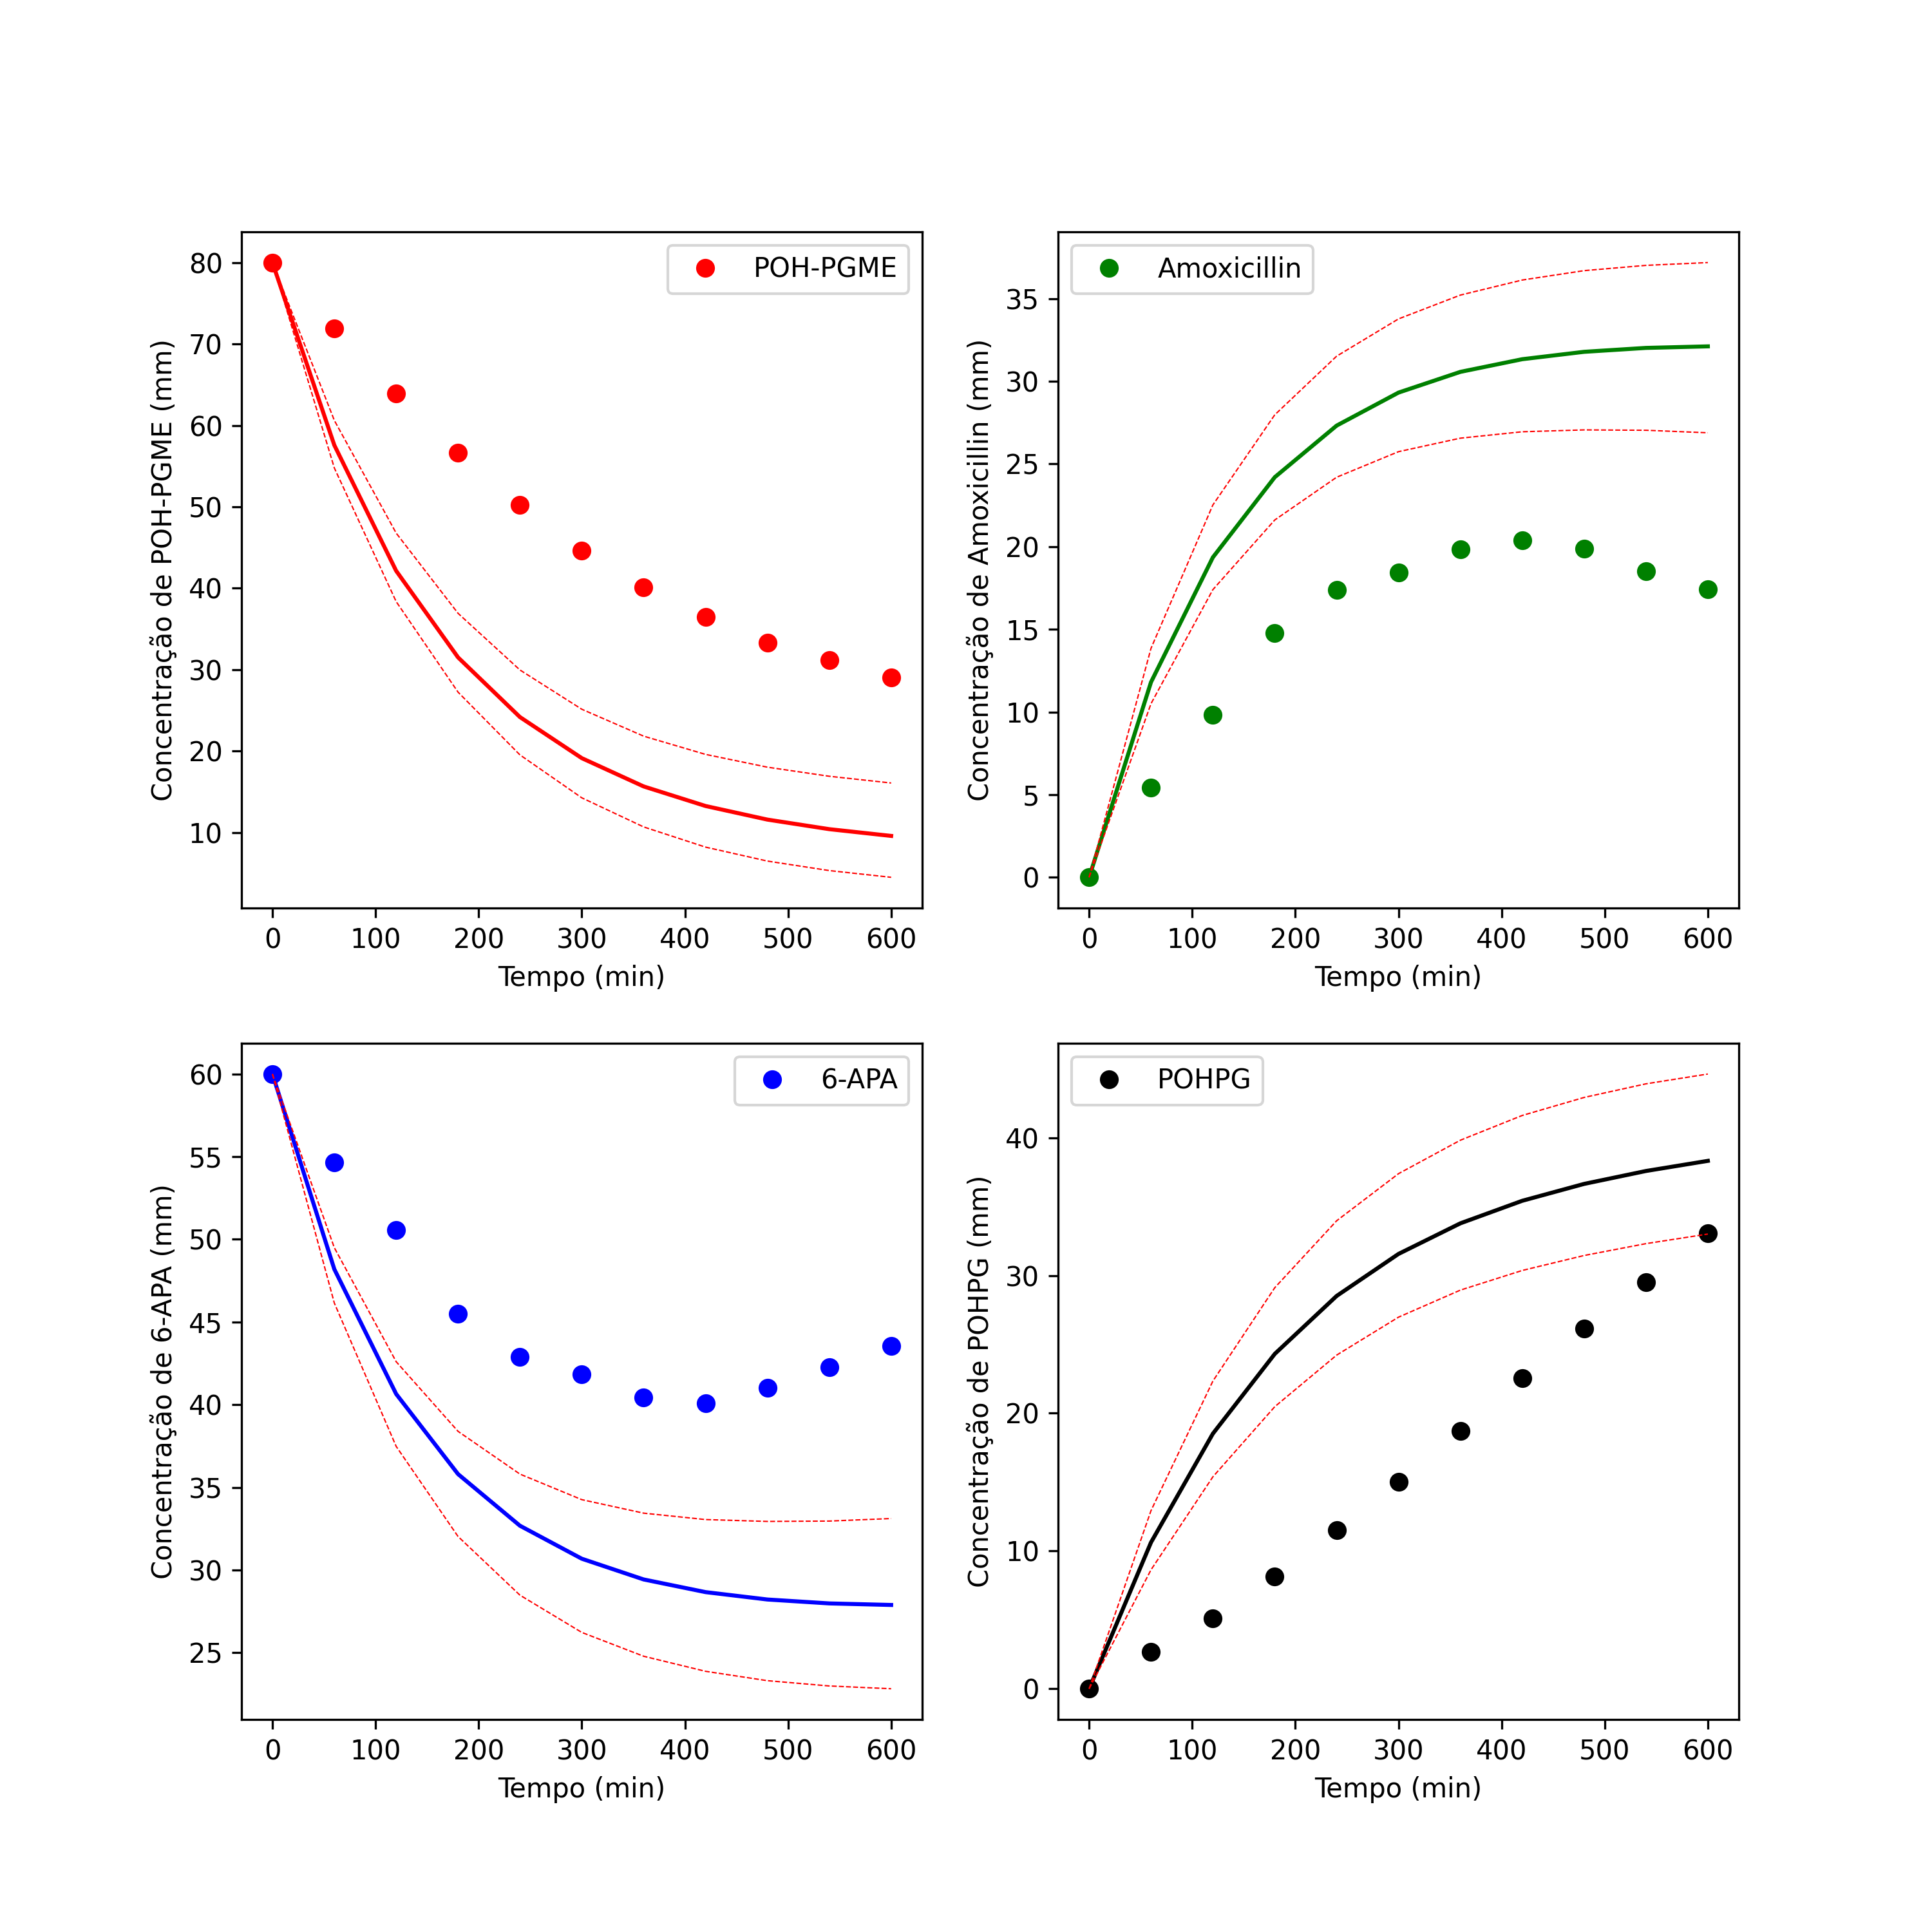 POH-PGME
Concentração de POH-PGME (mm)
80
70
60
50
40
30
20
10
0 100 200 300 400 500 600
Tempo (min)
Amoxicillin
Concentração de Amoxicillin (mm)
35
30
25
20
15
10
5
0
0 100 200 300 400 500 600
Tempo (min)
6-APA
Concentração de 6-APA (mm)
60
55
50
45
40
35
30
25
0 100 200 300 400 500 600
Tempo (min)
POHPG
Concentração de POHPG (mm)
40
30
20
10
0
0 100 200 300 400 500 600
Tempo (min)